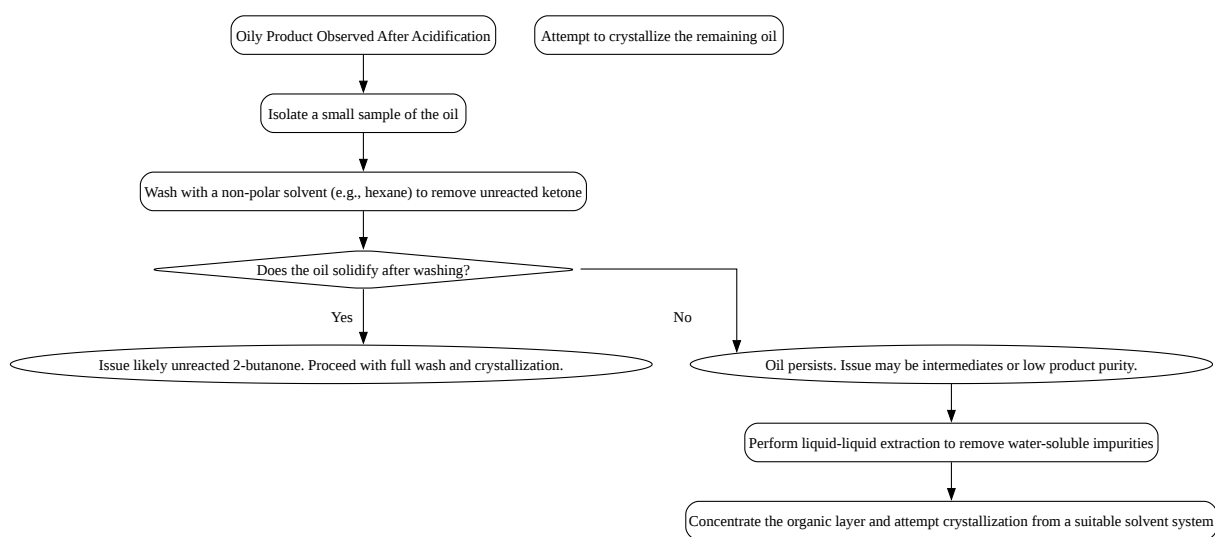 Oily Product Observed After Acidification
Attempt to crystallize the remaining oil
Isolate a small sample of the oil
Wash with a non-polar solvent (e.g., hexane) to remove unreacted ketone
Does the oil solidify after washing?
Yes
No
Issue likely unreacted 2-butanone. Proceed with full wash and crystallization.
Oil persists. Issue may be intermediates or low product purity.
Perform liquid-liquid extraction to remove water-soluble impurities
Concentrate the organic layer and attempt crystallization from a suitable solvent system